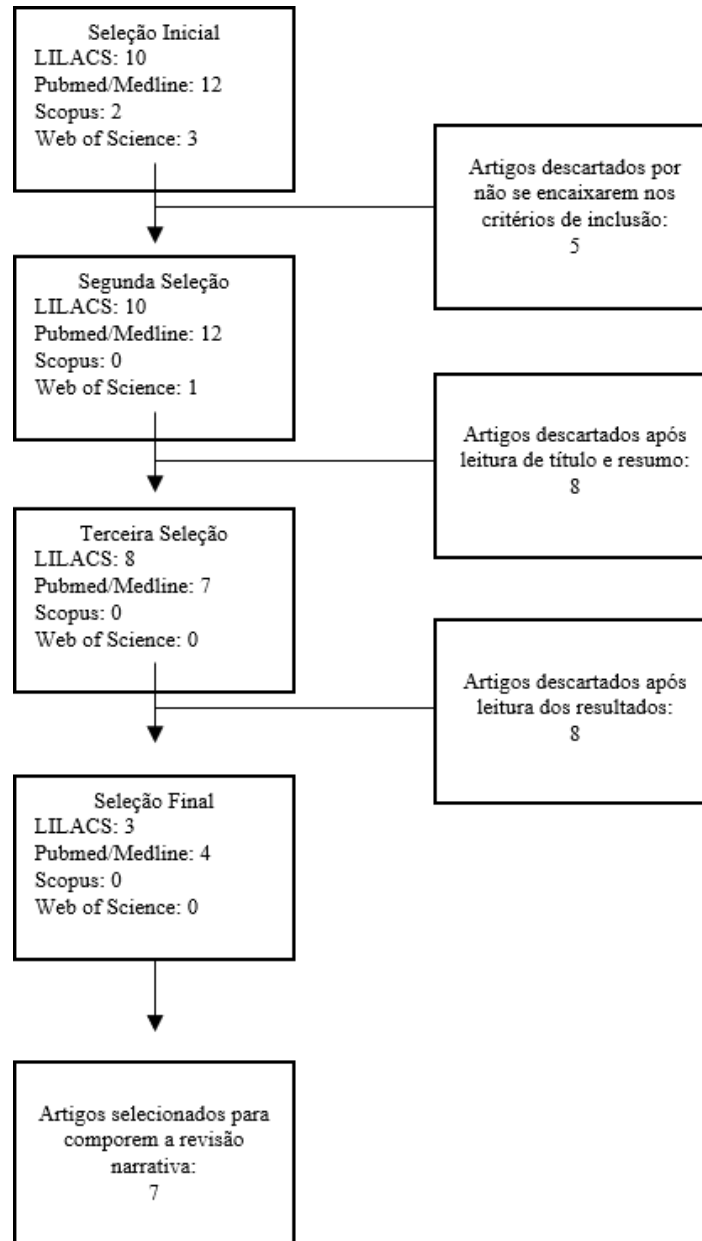 Seleção Inicial
LILACS: 10
Pubmed/Medline: 12
Scopus: 2
Web of Science: 3
Artigos descartados por
não se encaixarem nos
critérios de inclusão:
5
Segunda Seleção
LILACS: 10
Pubmed/Medline: 12
Scopus: 0
Web of Science: 1
Artigos descartados após
leitura de título e resumo:
8
Terceira Seleção
LILACS: 8
Pubmed/Medline: 7
Scopus: 0
Web of Science: 0
Artigos descartados após
leitura dos resultados:
8
Seleção Final
LILACS: 3
Pubmed/Medline: 4
Scopus: 0
Web of Science: 0
Artigos selecionados para
comporem a revisão
narrativa:
7